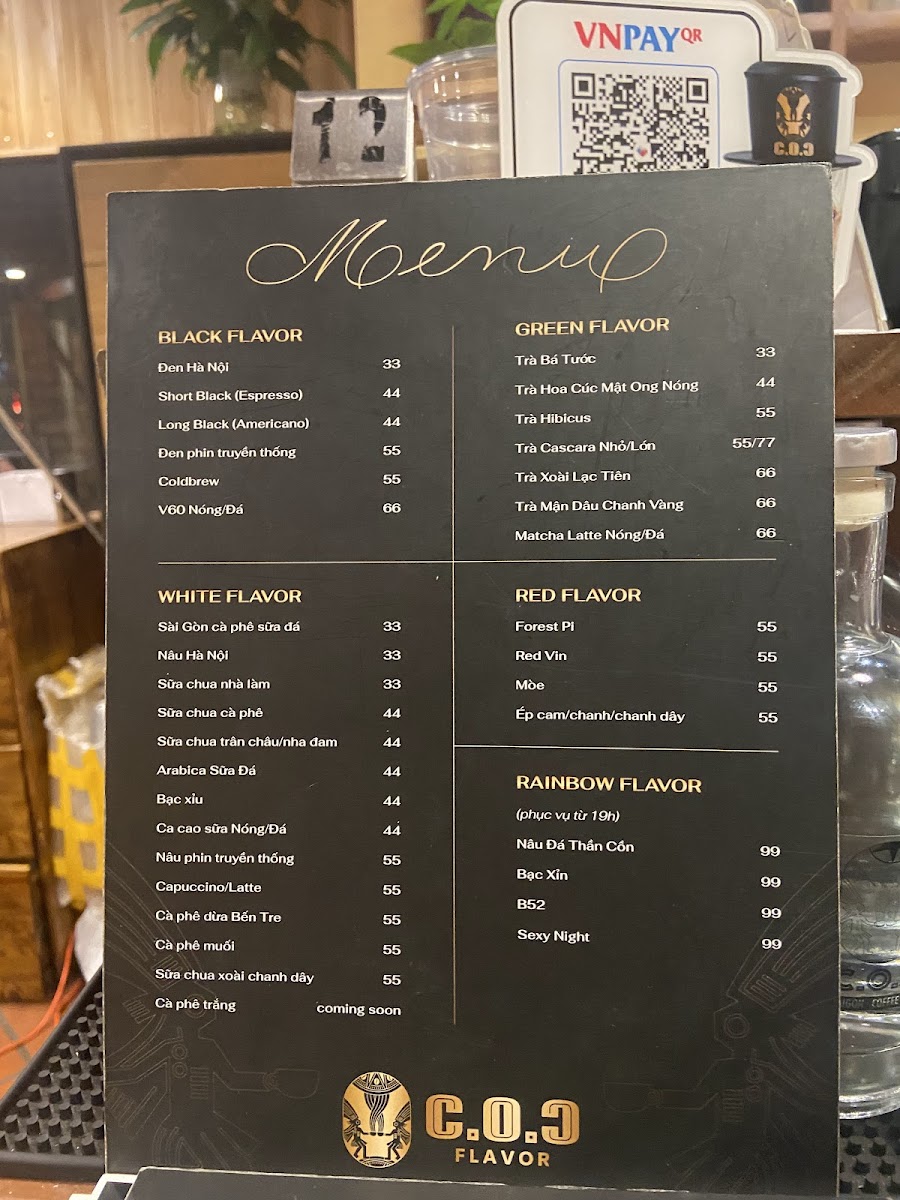 VNPAYQR
12
C.O.C
Menu
BLACK FLAVOR
Đen Hà Nội 33
Short Black (Espresso) 44
Long Black (Americano) 44
Đen phin truyền thống 55
Coldbrew 55
V60 Nóng/Đá 66
GREEN FLAVOR
Trà Bá Tước 33
Trà Hoa Cúc Mật Ong Nóng 44
Trà Hibicus 55
Trà Cascara Nhỏ/Lớn 55/77
Trà Xoài Lạc Tiên 66
Trà Mận Dâu Chanh Vàng 66
Matcha Latte Nóng/Đá 66
WHITE FLAVOR
Sài Gòn cà phê sữa đá 33
Nâu Hà Nội 33
Sữa chua nhà làm 33
Sữa chua cà phê 44
Sữa chua trân châu/nha đam 44
Arabica Sữa Đá 44
Bạc xỉu 44
Ca cao sữa Nóng/Đá 44
Nâu phin truyền thống 55
Capuccino/Latte 55
Cà phê dừa Bến Tre 55
Cà phê muối 55
Sữa chua xoài chanh dây 55
Cà phê trắng coming soon
RED FLAVOR
Forest Pi 55
Red Vin 55
Mòe 55
Ép cam/chanh/chanh dây 55
RAINBOW FLAVOR
(phục vụ từ 19h)
Nâu Đá Thần Cồn 99
Bạc Xỉn 99
B52 99
Sexy Night 99
C.O.C
FLAVOR
C.O.
COFFEE